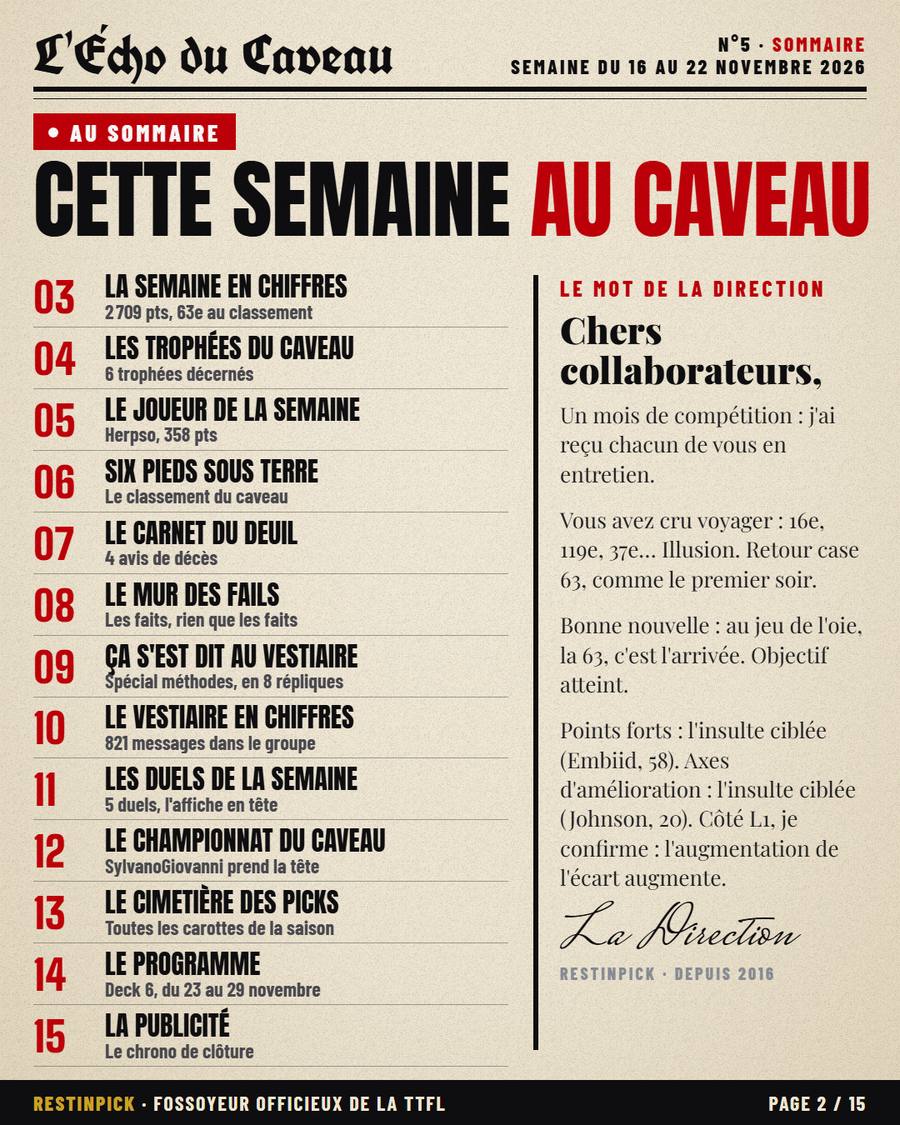 L'Écho du Caveau
N°5 · SOMMAIRE
SEMAINE DU 16 AU 22 NOVEMBRE 2026
• AU SOMMAIRE
CETTE SEMAINE AU CAVEAU
03 LA SEMAINE EN CHIFFRES
2 709 pts, 63e au classement
04 LES TROPHÉES DU CAVEAU
6 trophées décernés
05 LE JOUEUR DE LA SEMAINE
Herpso, 358 pts
06 SIX PIEDS SOUS TERRE
Le classement du caveau
07 LE CARNET DU DEUIL
4 avis de décès
08 LE MUR DES FAILS
Les faits, rien que les faits
09 ÇA S'EST DIT AU VESTIAIRE
Spécial méthodes, en 8 répliques
10 LE VESTIAIRE EN CHIFFRES
821 messages dans le groupe
11 LES DUELS DE LA SEMAINE
5 duels, l'affiche en tête
12 LE CHAMPIONNAT DU CAVEAU
SylvanoGiovanni prend la tête
13 LE CIMETIÈRE DES PICKS
Toutes les carottes de la saison
14 LE PROGRAMME
Deck 6, du 23 au 29 novembre
15 LA PUBLICITÉ
Le chrono de clôture
LE MOT DE LA DIRECTION
Chers
collaborateurs,
Un mois de compétition : j'ai
reçu chacun de vous en
entretien.
Vous avez cru voyager : 16e,
119e, 37e… Illusion. Retour case
63, comme le premier soir.
Bonne nouvelle : au jeu de l'oie,
la 63, c'est l'arrivée. Objectif
atteint.
Points forts : l'insulte ciblée
(Embiid, 58). Axes
d'amélioration : l'insulte ciblée
(Johnson, 20). Côté L1, je
confirme : l'augmentation de
l'écart augmente.
La Direction
RESTINPICK · DEPUIS 2016
RESTINPICK · FOSSOYEUR OFFICIEUX DE LA TTFL
PAGE 2 / 15